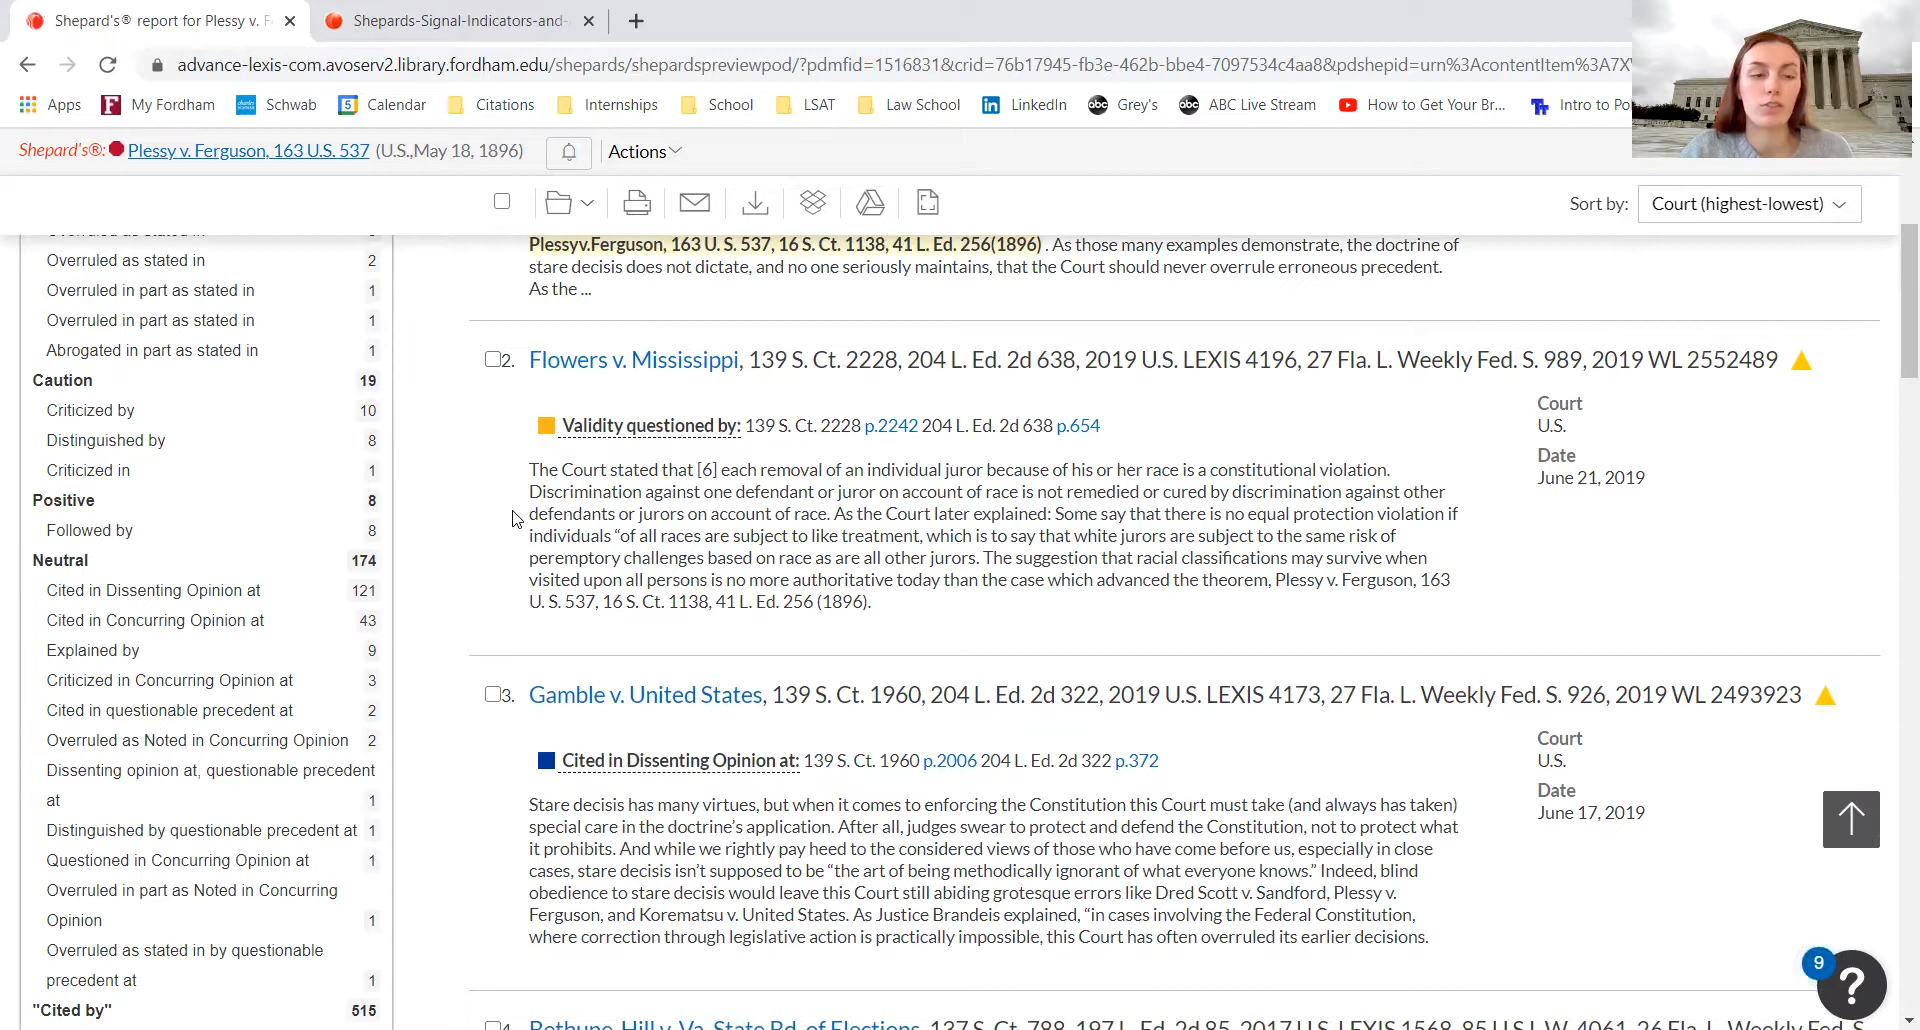 Shepard's® report for Plessy v. F
Shepards-Signal-Indicators-and-
advance-lexis-com.avoserv2.library.fordham.edu/shepards/shepardspreviewpod/?pdmfid=1516831&crid=76b17945-fb3e-462b-bbe4-7097534c4aa8&pdshepid=urn%3AcontentItem%3A7X
Apps My Fordham Schwab 5 Calendar Citations Internships School LSAT Law School LinkedIn abc Grey's abc ABC Live Stream How to Get Your Br... Intro to Po
Shepard's®: Plessy v. Ferguson, 163 U.S. 537 (U.S.,May 18, 1896) Actions
Sort by: Court (highest-lowest)
Overruled as stated in 2
Overruled in part as stated in 1
Overruled in part as stated in 1
Abrogated in part as stated in 1
Caution 19
Criticized by 10
Distinguished by 8
Criticized in 1
Positive 8
Followed by 8
Neutral 174
Cited in Dissenting Opinion at 121
Cited in Concurring Opinion at 43
Explained by 9
Criticized in Concurring Opinion at 3
Cited in questionable precedent at 2
Overruled as Noted in Concurring Opinion 2
Dissenting opinion at, questionable precedent
at 1
Distinguished by questionable precedent at 1
Questioned in Concurring Opinion at 1
Overruled in part as Noted in Concurring
Opinion 1
Overruled as stated in by questionable
precedent at 1
"Cited by" 515
Plessyv.Ferguson, 163 U. S. 537, 16 S. Ct. 1138, 41 L. Ed. 256(1896) . As those many examples demonstrate, the doctrine of
stare decisis does not dictate, and no one seriously maintains, that the Court should never overrule erroneous precedent.
As the ...
2. Flowers v. Mississippi, 139 S. Ct. 2228, 204 L. Ed. 2d 638, 2019 U.S. LEXIS 4196, 27 Fla. L. Weekly Fed. S. 989, 2019 WL 2552489
Validity questioned by: 139 S. Ct. 2228 p.2242 204 L. Ed. 2d 638 p.654
The Court stated that [6] each removal of an individual juror because of his or her race is a constitutional violation.
Discrimination against one defendant or juror on account of race is not remedied or cured by discrimination against other
defendants or jurors on account of race. As the Court later explained: Some say that there is no equal protection violation if
individuals “of all races are subject to like treatment, which is to say that white jurors are subject to the same risk of
peremptory challenges based on race as are all other jurors. The suggestion that racial classifications may survive when
visited upon all persons is no more authoritative today than the case which advanced the theorem, Plessy v. Ferguson, 163
U. S. 537, 16 S. Ct. 1138, 41 L. Ed. 256 (1896).
Court
U.S.
Date
June 21, 2019
3. Gamble v. United States, 139 S. Ct. 1960, 204 L. Ed. 2d 322, 2019 U.S. LEXIS 4173, 27 Fla. L. Weekly Fed. S. 926, 2019 WL 2493923
Cited in Dissenting Opinion at: 139 S. Ct. 1960 p.2006 204 L. Ed. 2d 322 p.372
Stare decisis has many virtues, but when it comes to enforcing the Constitution this Court must take (and always has taken)
special care in the doctrine’s application. After all, judges swear to protect and defend the Constitution, not to protect what
it prohibits. And while we rightly pay heed to the considered views of those who have come before us, especially in close
cases, stare decisis isn’t supposed to be “the art of being methodically ignorant of what everyone knows.” Indeed, blind
obedience to stare decisis would leave this Court still abiding grotesque errors like Dred Scott v. Sandford, Plessy v.
Ferguson, and Korematsu v. United States. As Justice Brandeis explained, “in cases involving the Federal Constitution,
where correction through legislative action is practically impossible, this Court has often overruled its earlier decisions.
Court
U.S.
Date
June 17, 2019
9
?
Bethune-Hill v. Va. State Bd. of Elections, 137 S. Ct. 788, 197 L. Ed. 2d 85, 2017 U.S. LEXIS 1568, 85 U.S.L.W. 4061, 26 Fla. L. Weekly Fed. S